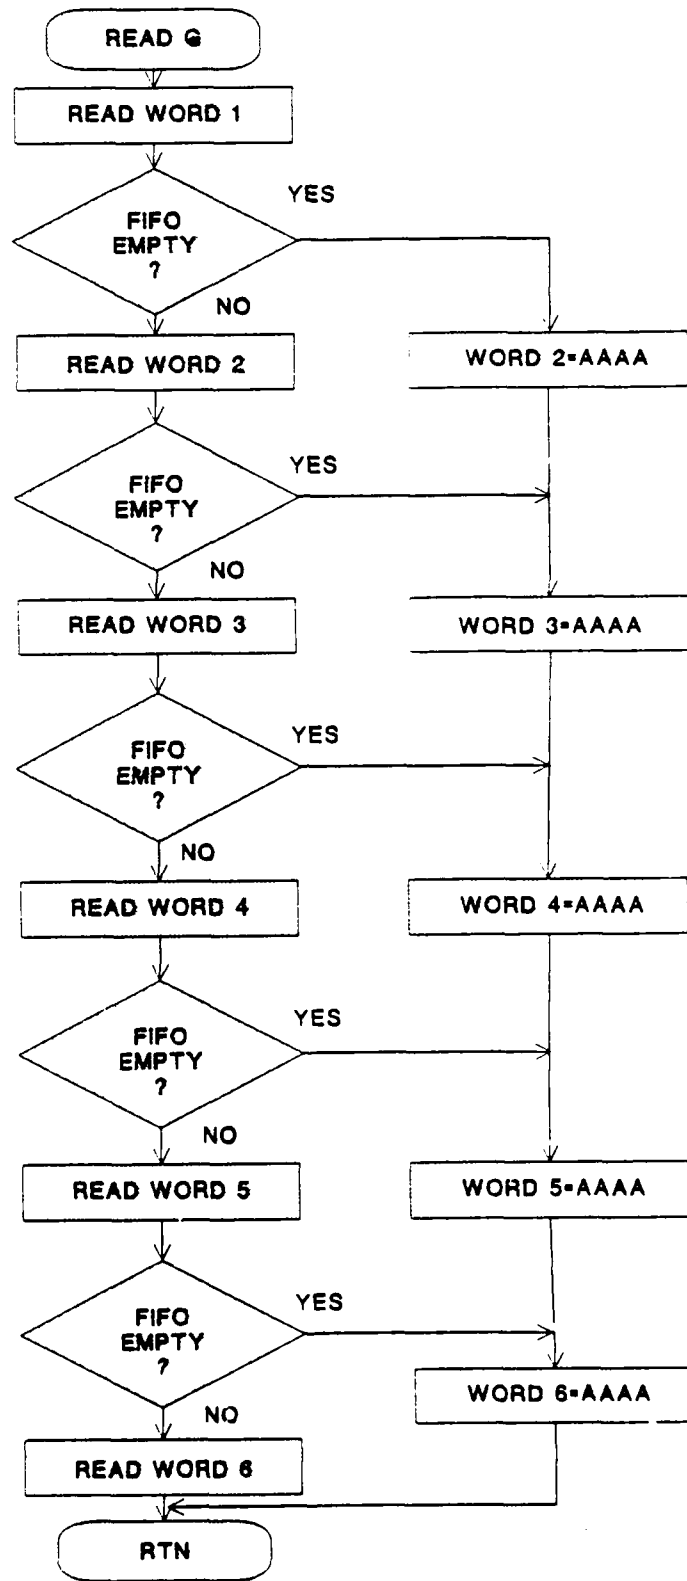 READ G
READ WORD 1
YES
FIFO
EMPTY
?
NO
READ WORD 2
WORD 2=AAAA
YES
FIFO
EMPTY
?
NO
READ WORD 3
WORD 3=AAAA
YES
FIFO
EMPTY
?
NO
READ WORD 4
WORD 4=AAAA
YES
FIFO
EMPTY
?
NO
READ WORD 5
WORD 5=AAAA
YES
FIFO
EMPTY
?
NO
WORD 6=AAAA
READ WORD 6
RTN